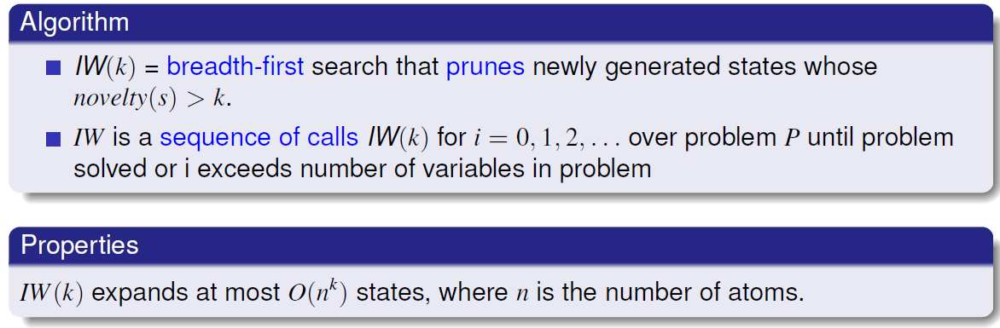 Algorithm
■ IW(k) = breadth-first search that prunes newly generated states whose
novelty(s) > k.
■ IW is a sequence of calls IW(k) for i = 0, 1, 2, . . . over problem P until problem
solved or i exceeds number of variables in problem
Properties
IW(k) expands at most O(nᵏ) states, where n is the number of atoms.